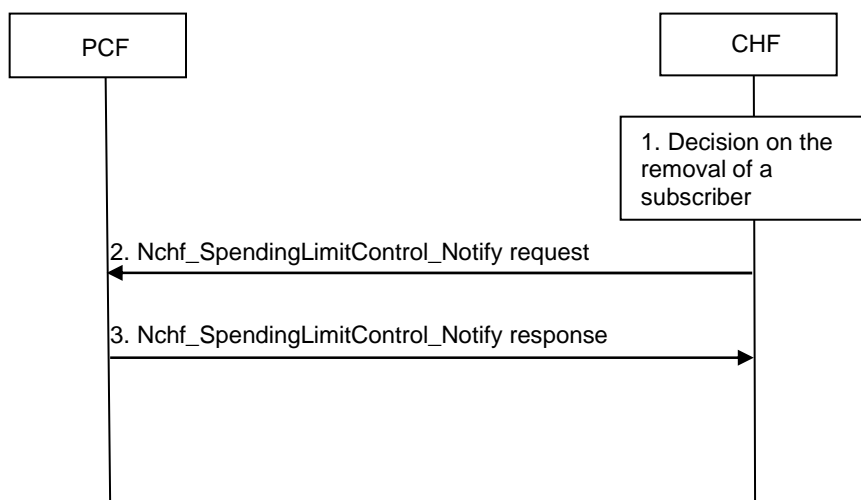 PCF
CHF
1. Decision on the
removal of a
subscriber
2. Nchf_SpendingLimitControl_Notify request
3. Nchf_SpendingLimitControl_Notify response